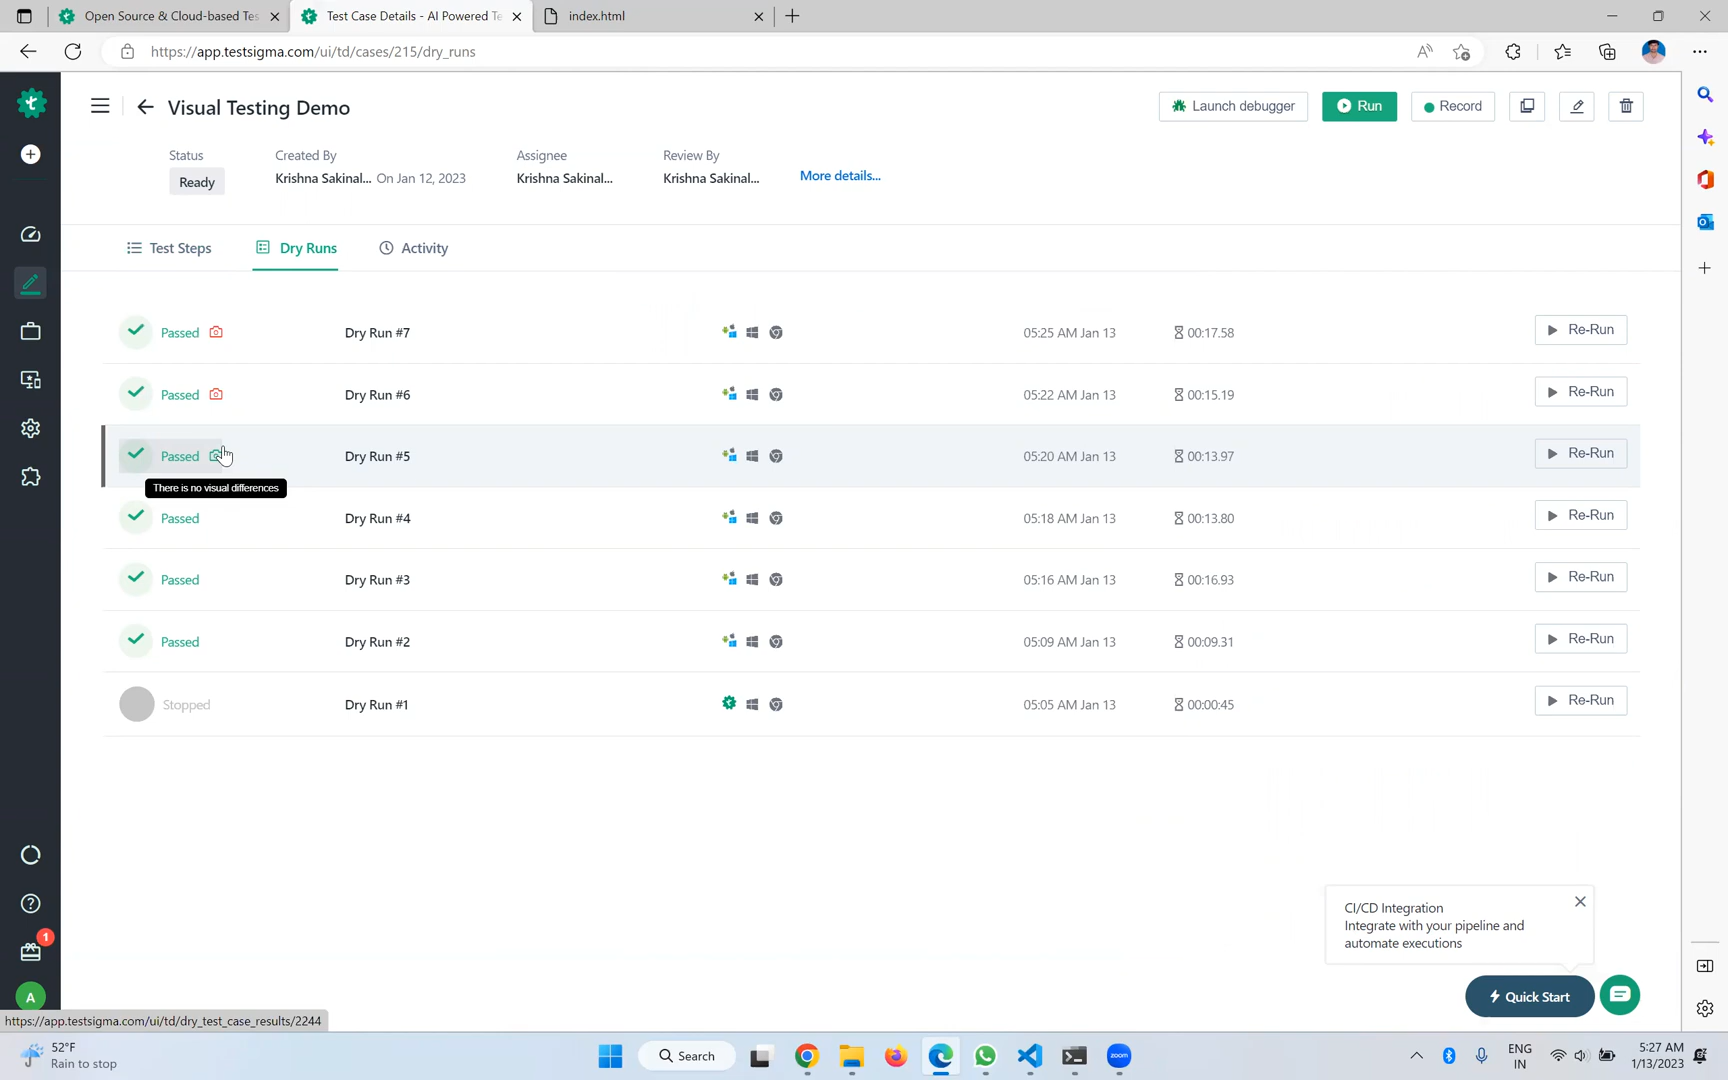 Open Source & Cloud-based Tes
Test Case Details - AI Powered Te
index.html
https://app.testsigma.com/ui/td/cases/215/dry_runs
Visual Testing Demo
Launch debugger
Run
Record
Status
Created By
Assignee
Review By
Ready
Krishna Sakinal... On Jan 12, 2023
Krishna Sakinal...
Krishna Sakinal...
More details...
Test Steps
Dry Runs
Activity
Passed Dry Run #7 05:25 AM Jan 13 00:17.58 Re-Run
Passed Dry Run #6 05:22 AM Jan 13 00:15.19 Re-Run
Passed Dry Run #5 05:20 AM Jan 13 00:13.97 Re-Run
There is no visual differences
Passed Dry Run #4 05:18 AM Jan 13 00:13.80 Re-Run
Passed Dry Run #3 05:16 AM Jan 13 00:16.93 Re-Run
Passed Dry Run #2 05:09 AM Jan 13 00:09.31 Re-Run
Stopped Dry Run #1 05:05 AM Jan 13 00:00:45 Re-Run
CI/CD Integration
Integrate with your pipeline and
automate executions
Quick Start
1
A
https://app.testsigma.com/ui/td/dry_test_case_results/2244
52°F
Rain to stop
Search
zoom
ENG
IN
5:27 AM
1/13/2023